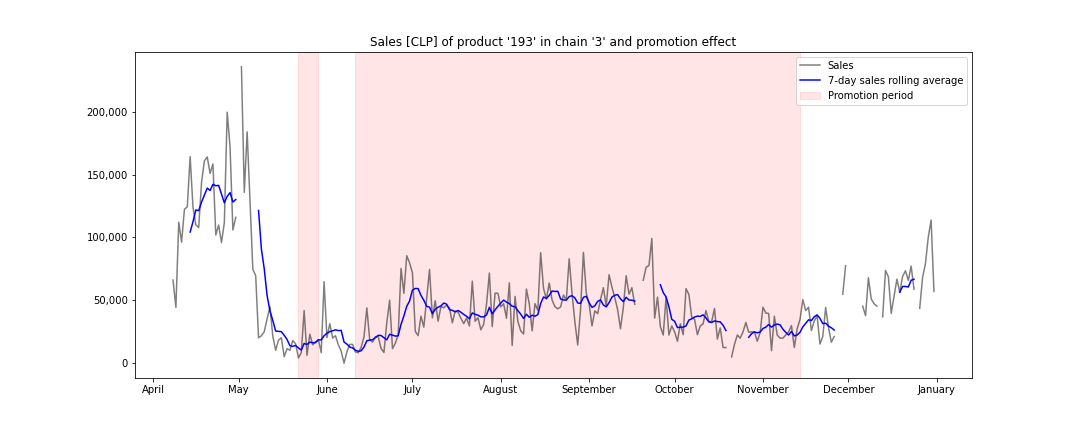 Sales [CLP] of product '193' in chain '3' and promotion effect
Sales
7-day sales rolling average
Promotion period
200,000
150,000
100,000
50,000
0
April May June July August September October November December January